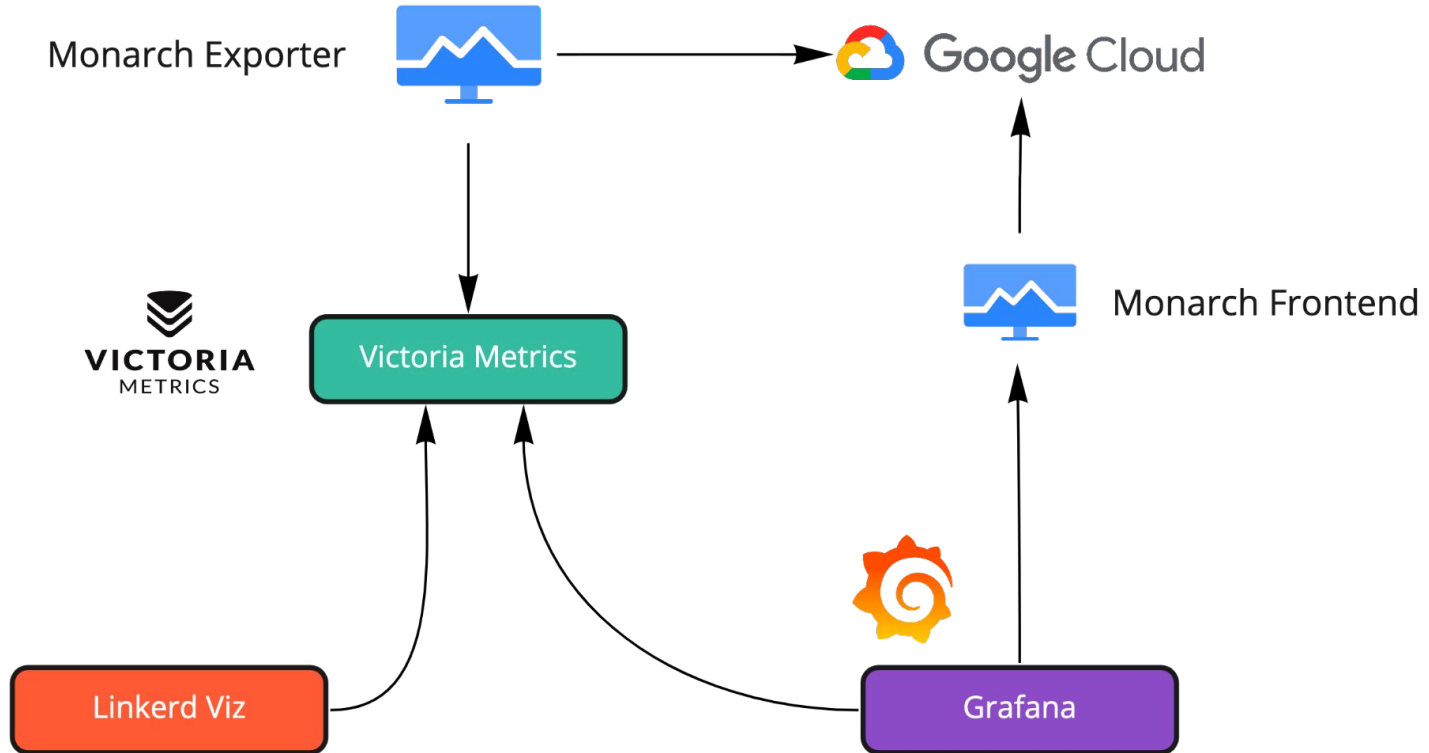 Monarch Exporter
Google Cloud
Monarch Frontend
VICTORIA
METRICS
Victoria Metrics
Linkerd Viz
Grafana